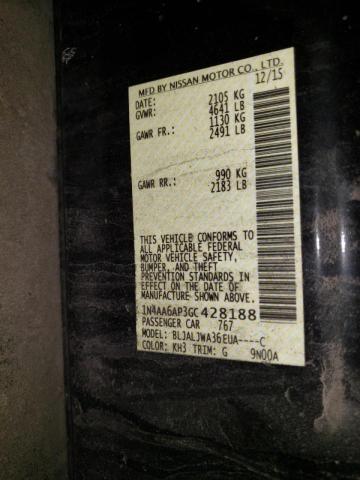 MFD BY NISSAN MOTOR CO., LTD.
DATE: 12/15
GVWR: 2105 KG
4641 LB
GAWR FR.: 1130 KG
2491 LB
GAWR RR.: 990 KG
2183 LB
THIS VEHICLE CONFORMS TO
ALL APPLICABLE FEDERAL
MOTOR VEHICLE SAFETY,
BUMPER, AND THEFT
PREVENTION STANDARDS IN
EFFECT ON THE DATE OF
MANUFACTURE SHOWN ABOVE.
1N4AA6AP3GC428188
PASSENGER CAR 767
MODEL: BLJALJWA36EUA----C
COLOR: KH3 TRIM: G 9N00A